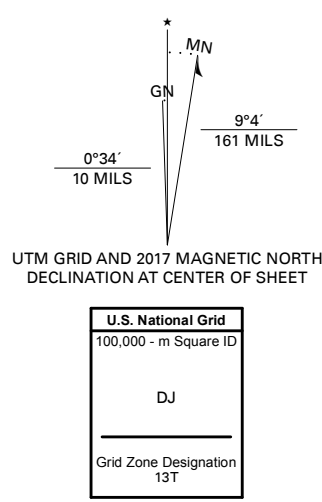 ★
MN
GN
9°4´
161 MILS
0°34´
10 MILS
UTM GRID AND 2017 MAGNETIC NORTH
DECLINATION AT CENTER OF SHEET
U.S. National Grid
100,000 - m Square ID
DJ
Grid Zone Designation
13T